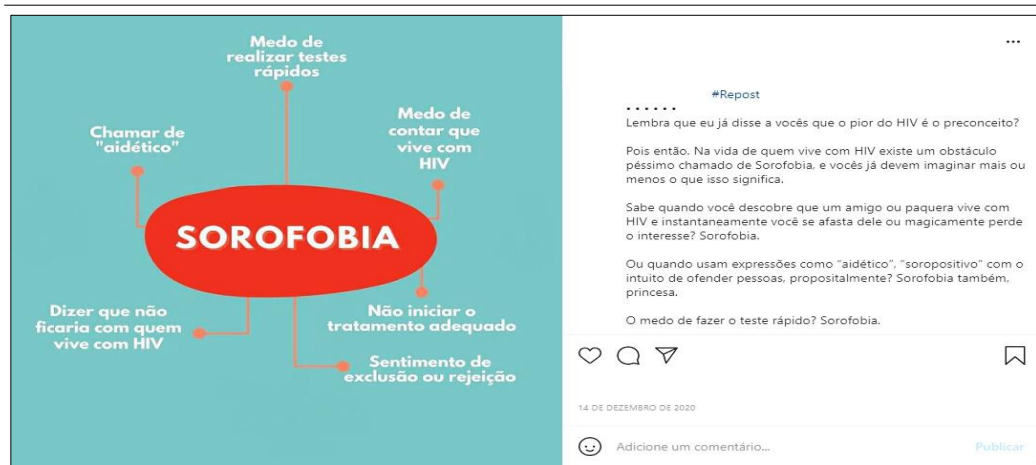 Medo de
realizar testes
rápidos
Chamar de
"aidético"
Medo de
contar que
vive com
HIV
SOROFOBIA
Dizer que não
ficaria com quem
vive com HIV
Não iniciar o
tratamento adequado
Sentimento de
exclusão ou rejeição
...
#Repost
......
Lembra que eu já disse a vocês que o pior do HIV é o preconceito?
Pois então. Na vida de quem vive com HIV existe um obstáculo
péssimo chamado de Sorofobia, e vocês já devem imaginar mais ou
menos o que isso significa.
Sabe quando você descobre que um amigo ou paquera vive com
HIV e instantaneamente você se afasta dele ou magicamente perde
o interesse? Sorofobia.
Ou quando usam expressões como "aidético", "soropositivo" com o
intuito de ofender pessoas, propositalmente? Sorofobia também,
princesa.
O medo de fazer o teste rápido? Sorofobia.
14 DE DEZEMBRO DE 2020
Adicione um comentário...
Publicar